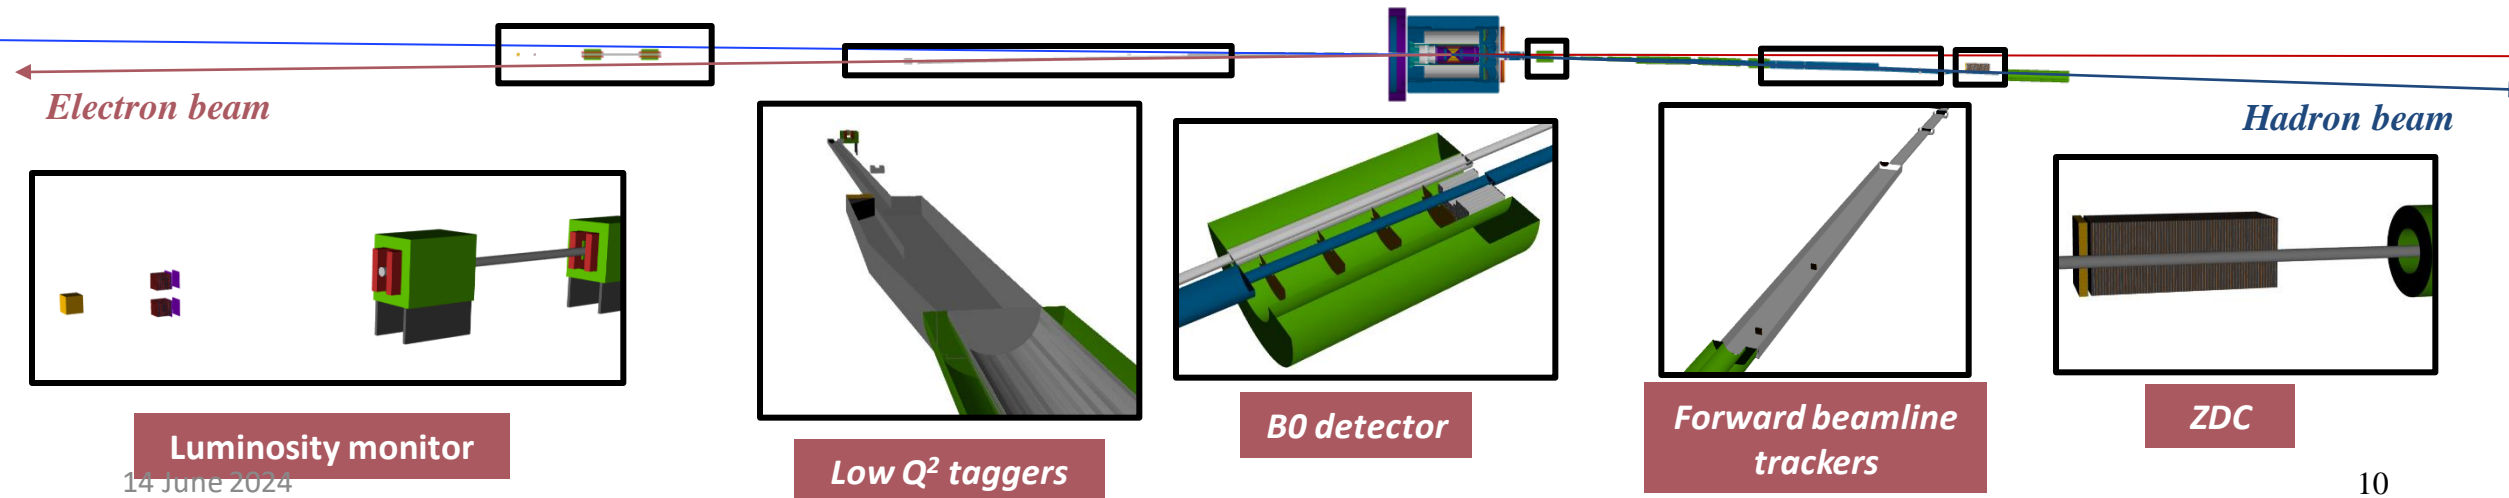 Electron beam
Hadron beam
Luminosity monitor
Low Q² taggers
B0 detector
Forward beamline
trackers
ZDC
14 June 2024
10